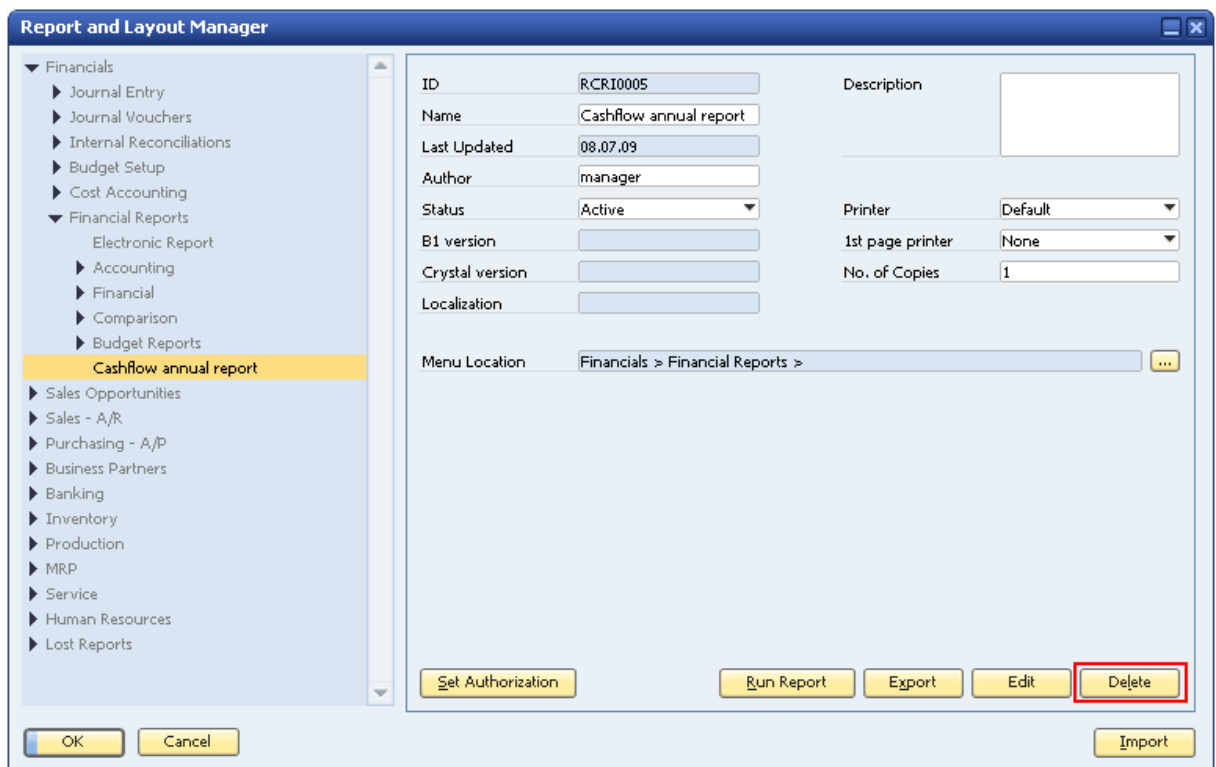 Report and Layout Manager
Financials
Journal Entry
Journal Vouchers
Internal Reconciliations
Budget Setup
Cost Accounting
Financial Reports
Electronic Report
Accounting
Financial
Comparison
Budget Reports
Cashflow annual report
Sales Opportunities
Sales - A/R
Purchasing - A/P
Business Partners
Banking
Inventory
Production
MRP
Service
Human Resources
Lost Reports
ID RCRI0005 Description
Name Cashflow annual report
Last Updated 08.07.09
Author manager
Status Active Printer Default
B1 version 1st page printer None
Crystal version No. of Copies 1
Localization
Menu Location Financials > Financial Reports > ...
Set Authorization Run Report Export Edit Delete
OK Cancel Import